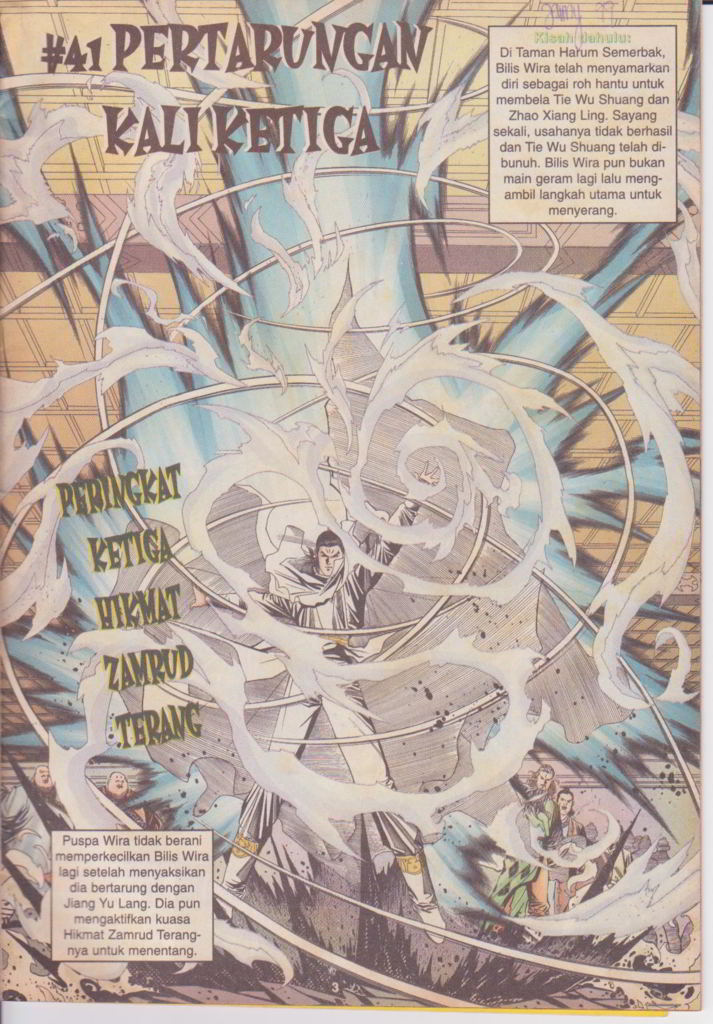 #41 PERTARUNGAN
KALI KETIGA
Kisah dahulu:
Di Taman Harum Semerbak,
Bilis Wira telah menyamarkan
diri sebagai roh hantu untuk
membela Tie Wu Shuang dan
Zhao Xiang Ling. Sayang
sekali, usahanya tidak berhasil
dan Tie Wu Shuang telah di-
bunuh. Bilis Wira pun bukan
main geram lagi lalu meng-
ambil langkah utama untuk
menyerang.
PERINGKAT
KETIGA
HIKMAT
ZAMRUD
TERANG
Puspa Wira tidak berani
memperkecilkan Bilis Wira
lagi setelah menyaksikan
dia bertarung dengan
Jiang Yu Lang. Dia pun
mengaktifkan kuasa
Hikmat Zamrud Terang-
nya untuk menentang.
3